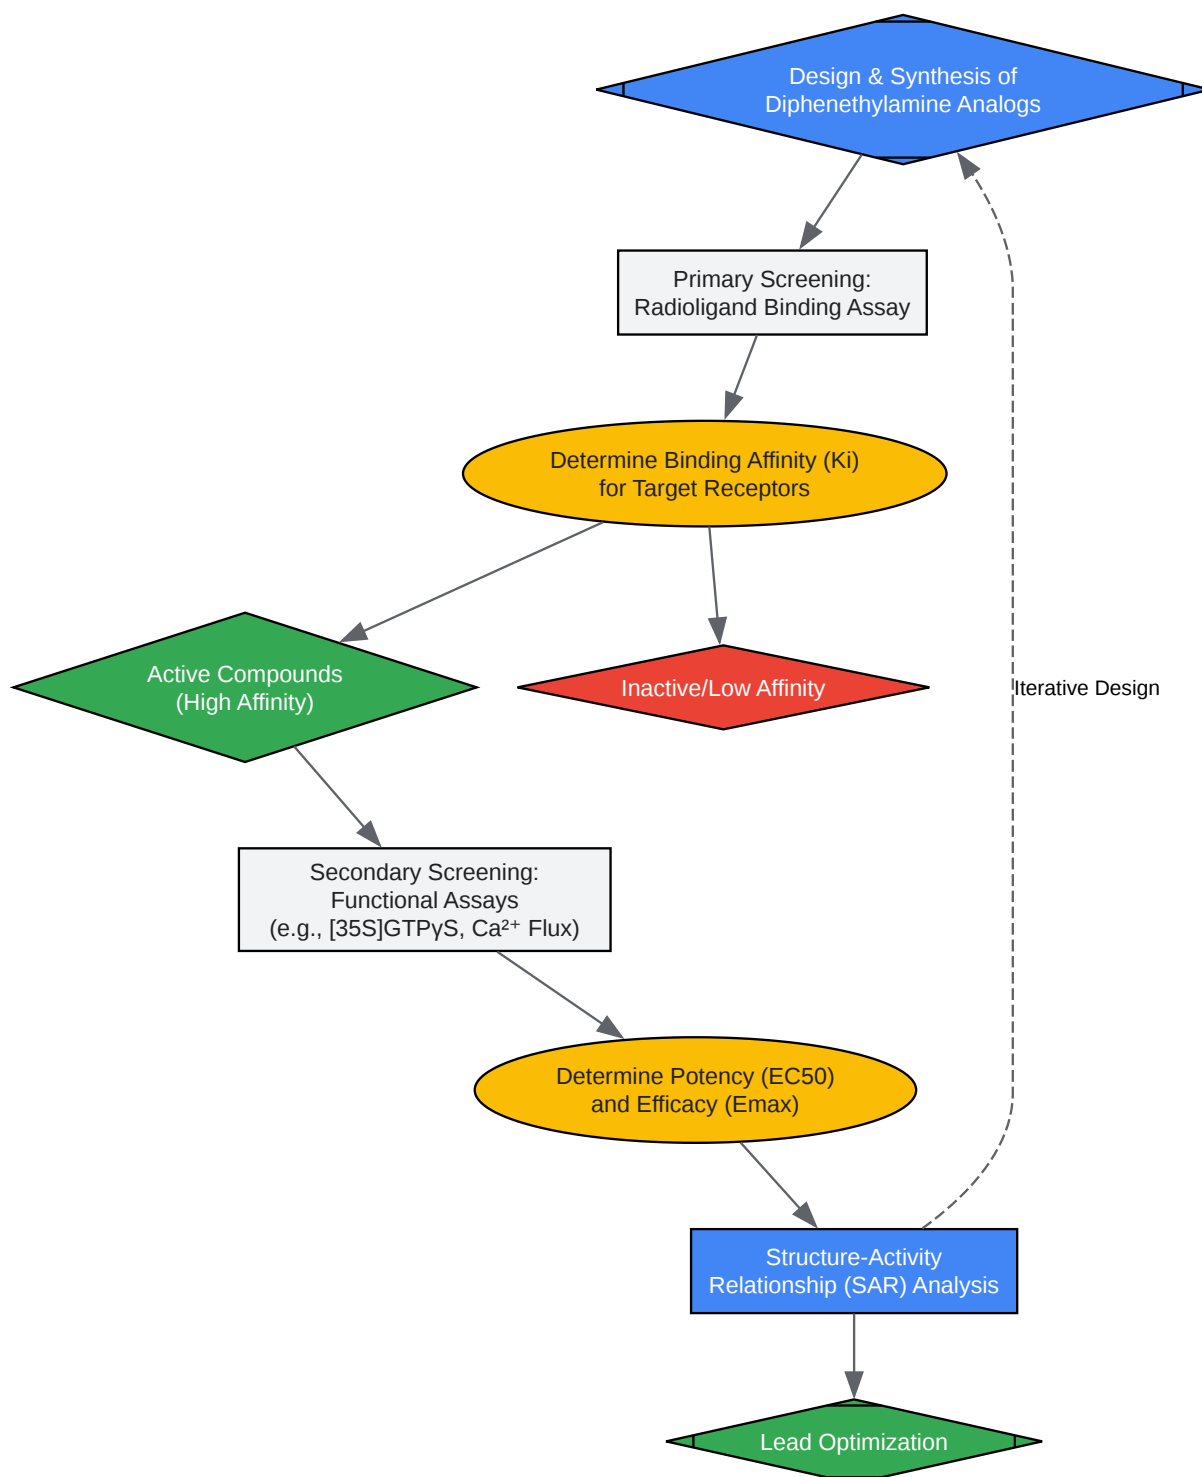 Design & Synthesis of
Diphenethylamine Analogs
Primary Screening:
Radioligand Binding Assay
Determine Binding Affinity (Ki)
for Target Receptors
Active Compounds
(High Affinity)
Inactive/Low Affinity
Iterative Design
Secondary Screening:
Functional Assays
(e.g., [35S]GTPγS, Ca²⁺ Flux)
Determine Potency (EC50)
and Efficacy (Emax)
Structure-Activity
Relationship (SAR) Analysis
Lead Optimization